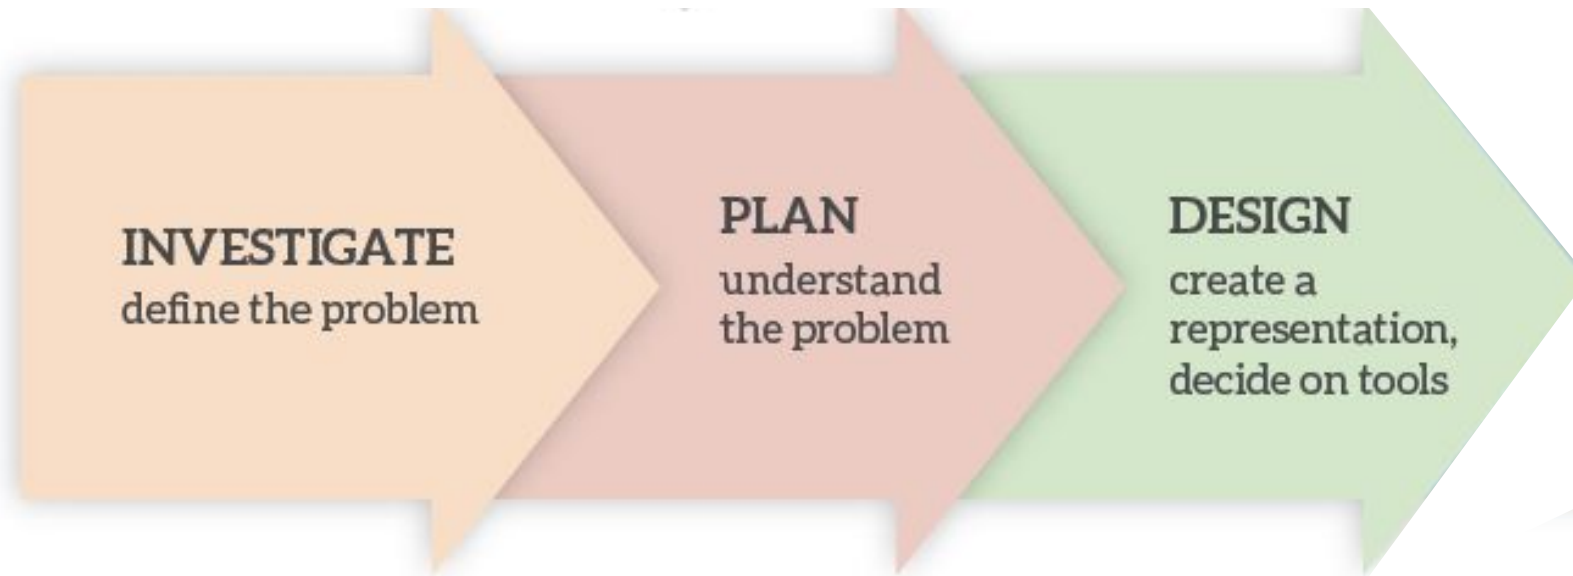 INVESTIGATE
define the problem
PLAN
understand
the problem
DESIGN
create a
representation,
decide on tools